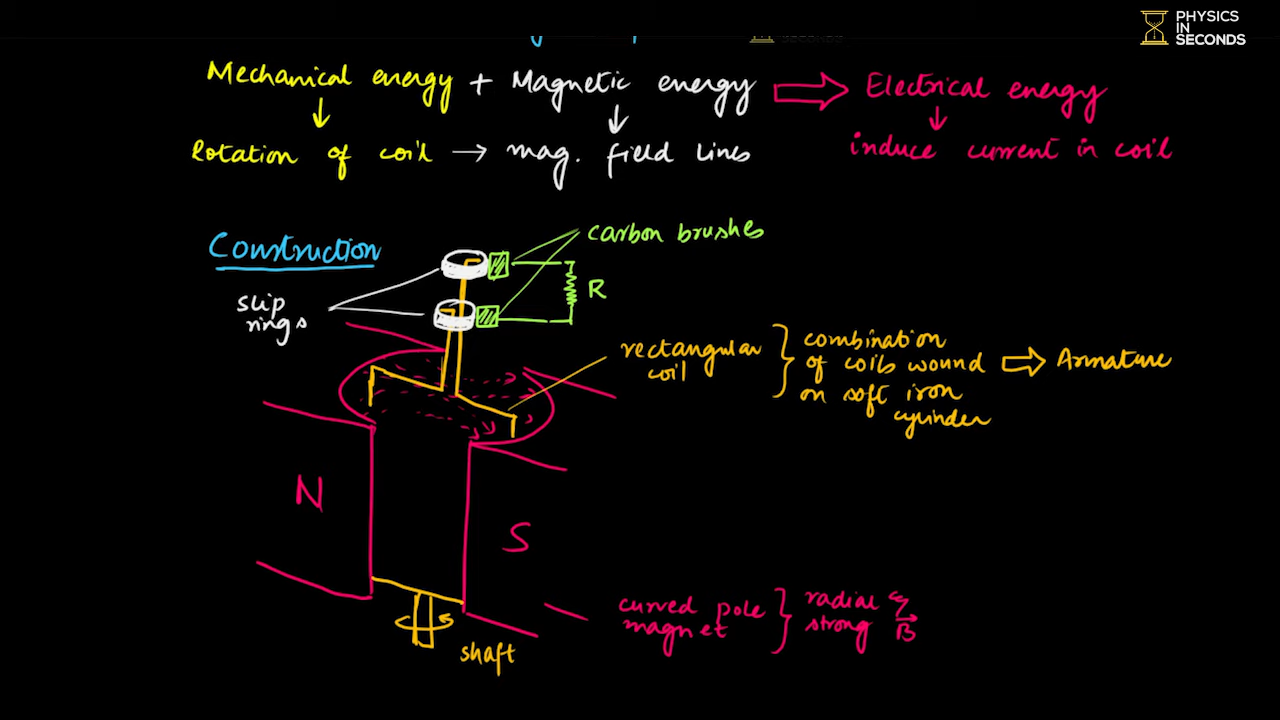 PHYSICS
IN
SECONDS
Mechanical energy + Magnetic energy ⇒ Electrical energy
↓ ↓ ↓
Rotation of coil → mag. field lines induce current in coil
Construction
carbon brushes
slip
rings
R
rectangular
coil
combination
of coils wound
on soft iron
cylinder
⇒ Armature
N
S
curved pole
magnet
radial &
strong B
shaft